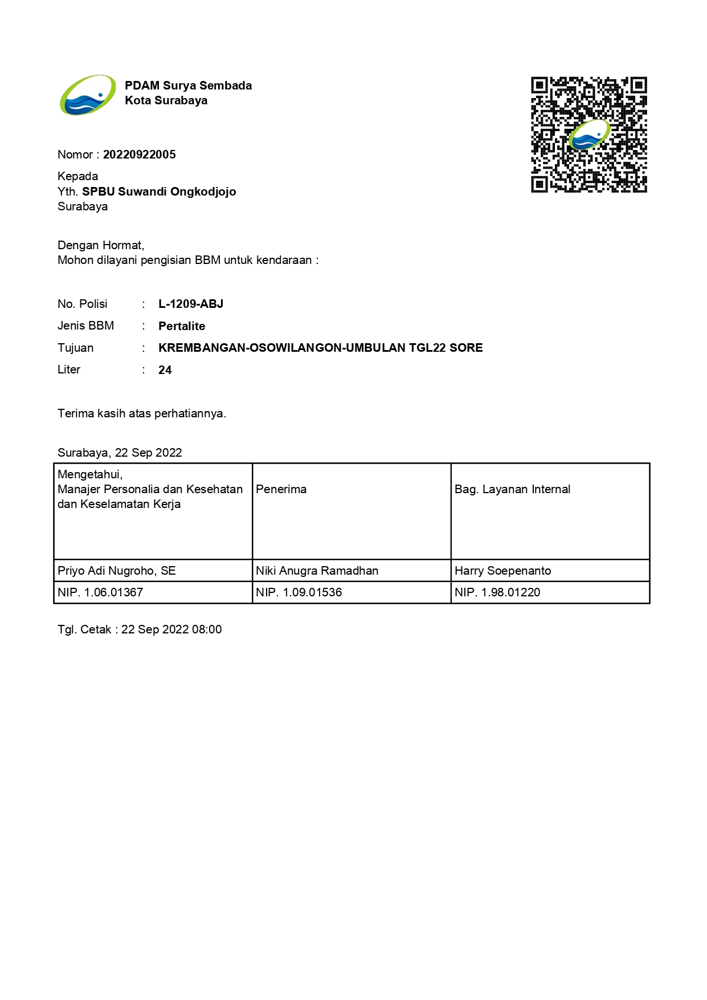 PDAM Surya Sembada
Kota Surabaya
Nomor : 20220922005
Kepada
Yth. SPBU Suwandi Ongkodjojo
Surabaya
Dengan Hormat,
Mohon dilayani pengisian BBM untuk kendaraan :
No. Polisi : L-1209-ABJ
Jenis BBM : Pertalite
Tujuan : KREMBANGAN-OSOWILANGON-UMBULAN TGL22 SORE
Liter : 24
Terima kasih atas perhatiannya.
Surabaya, 22 Sep 2022
Mengetahui,
Manajer Personalia dan Kesehatan
dan Keselamatan Kerja
Penerima
Bag. Layanan Internal
Priyo Adi Nugroho, SE
Niki Anugra Ramadhan
Harry Soepenanto
NIP. 1.06.01367
NIP. 1.09.01536
NIP. 1.98.01220
Tgl. Cetak : 22 Sep 2022 08:00